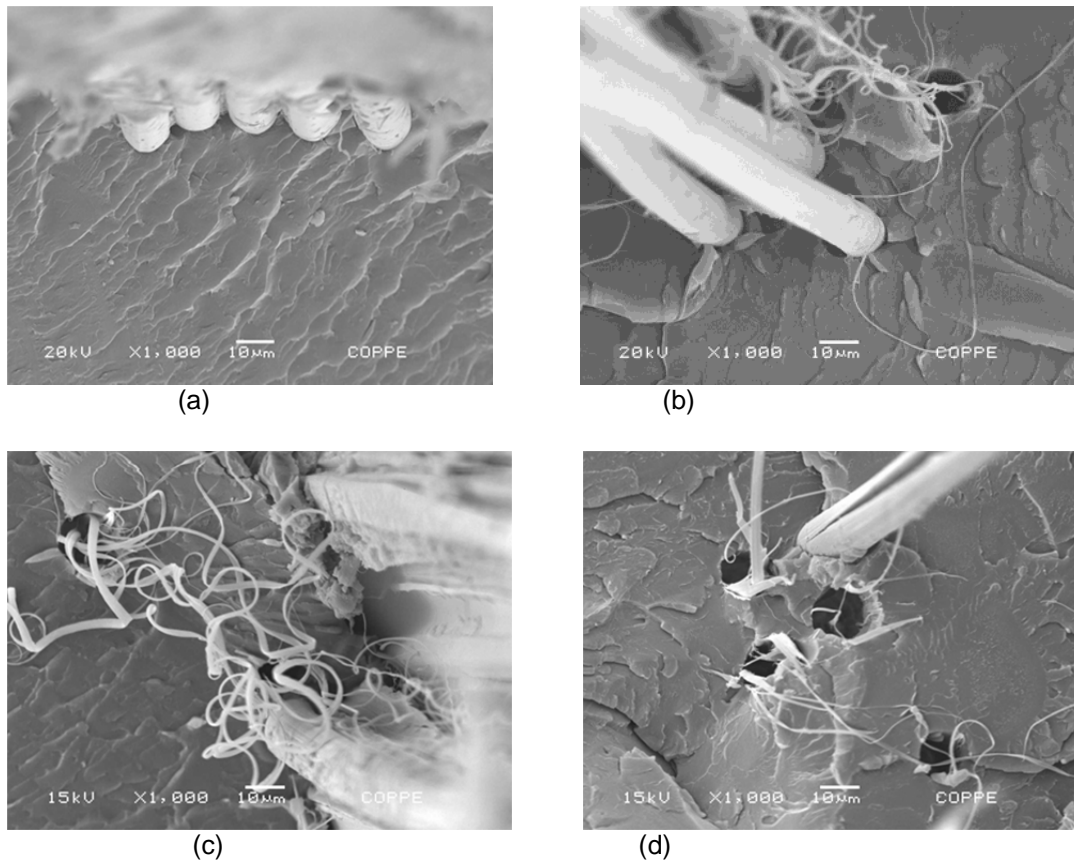 20kV X1,000 10µm COPPE
20kV X1,000 10µm COPPE
(a)
(b)
15kV X1,000 10µm COPPE
15kV X1,000 10µm COPPE
(c)
(d)